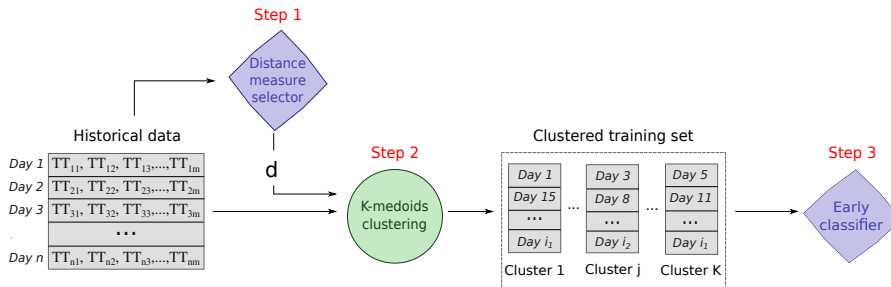 Step 1
Distance
measure
selector
Historical data
Day 1 TT11, TT12, TT13,...,TT1m
Day 2 TT21, TT22, TT23,...,TT2m
Day 3 TT31, TT32, TT33,...,TT3m
...
Day n TTn1, TTn2, TTn3,...,TTnm
d
Step 2
K-medoids
clustering
Clustered training set
Day 1
Day 15
...
Day i1
Cluster 1
...
Day 3
Day 8
...
Day i2
Cluster j
...
Day 5
Day 11
...
Day i1
Cluster K
Step 3
Early
classifier